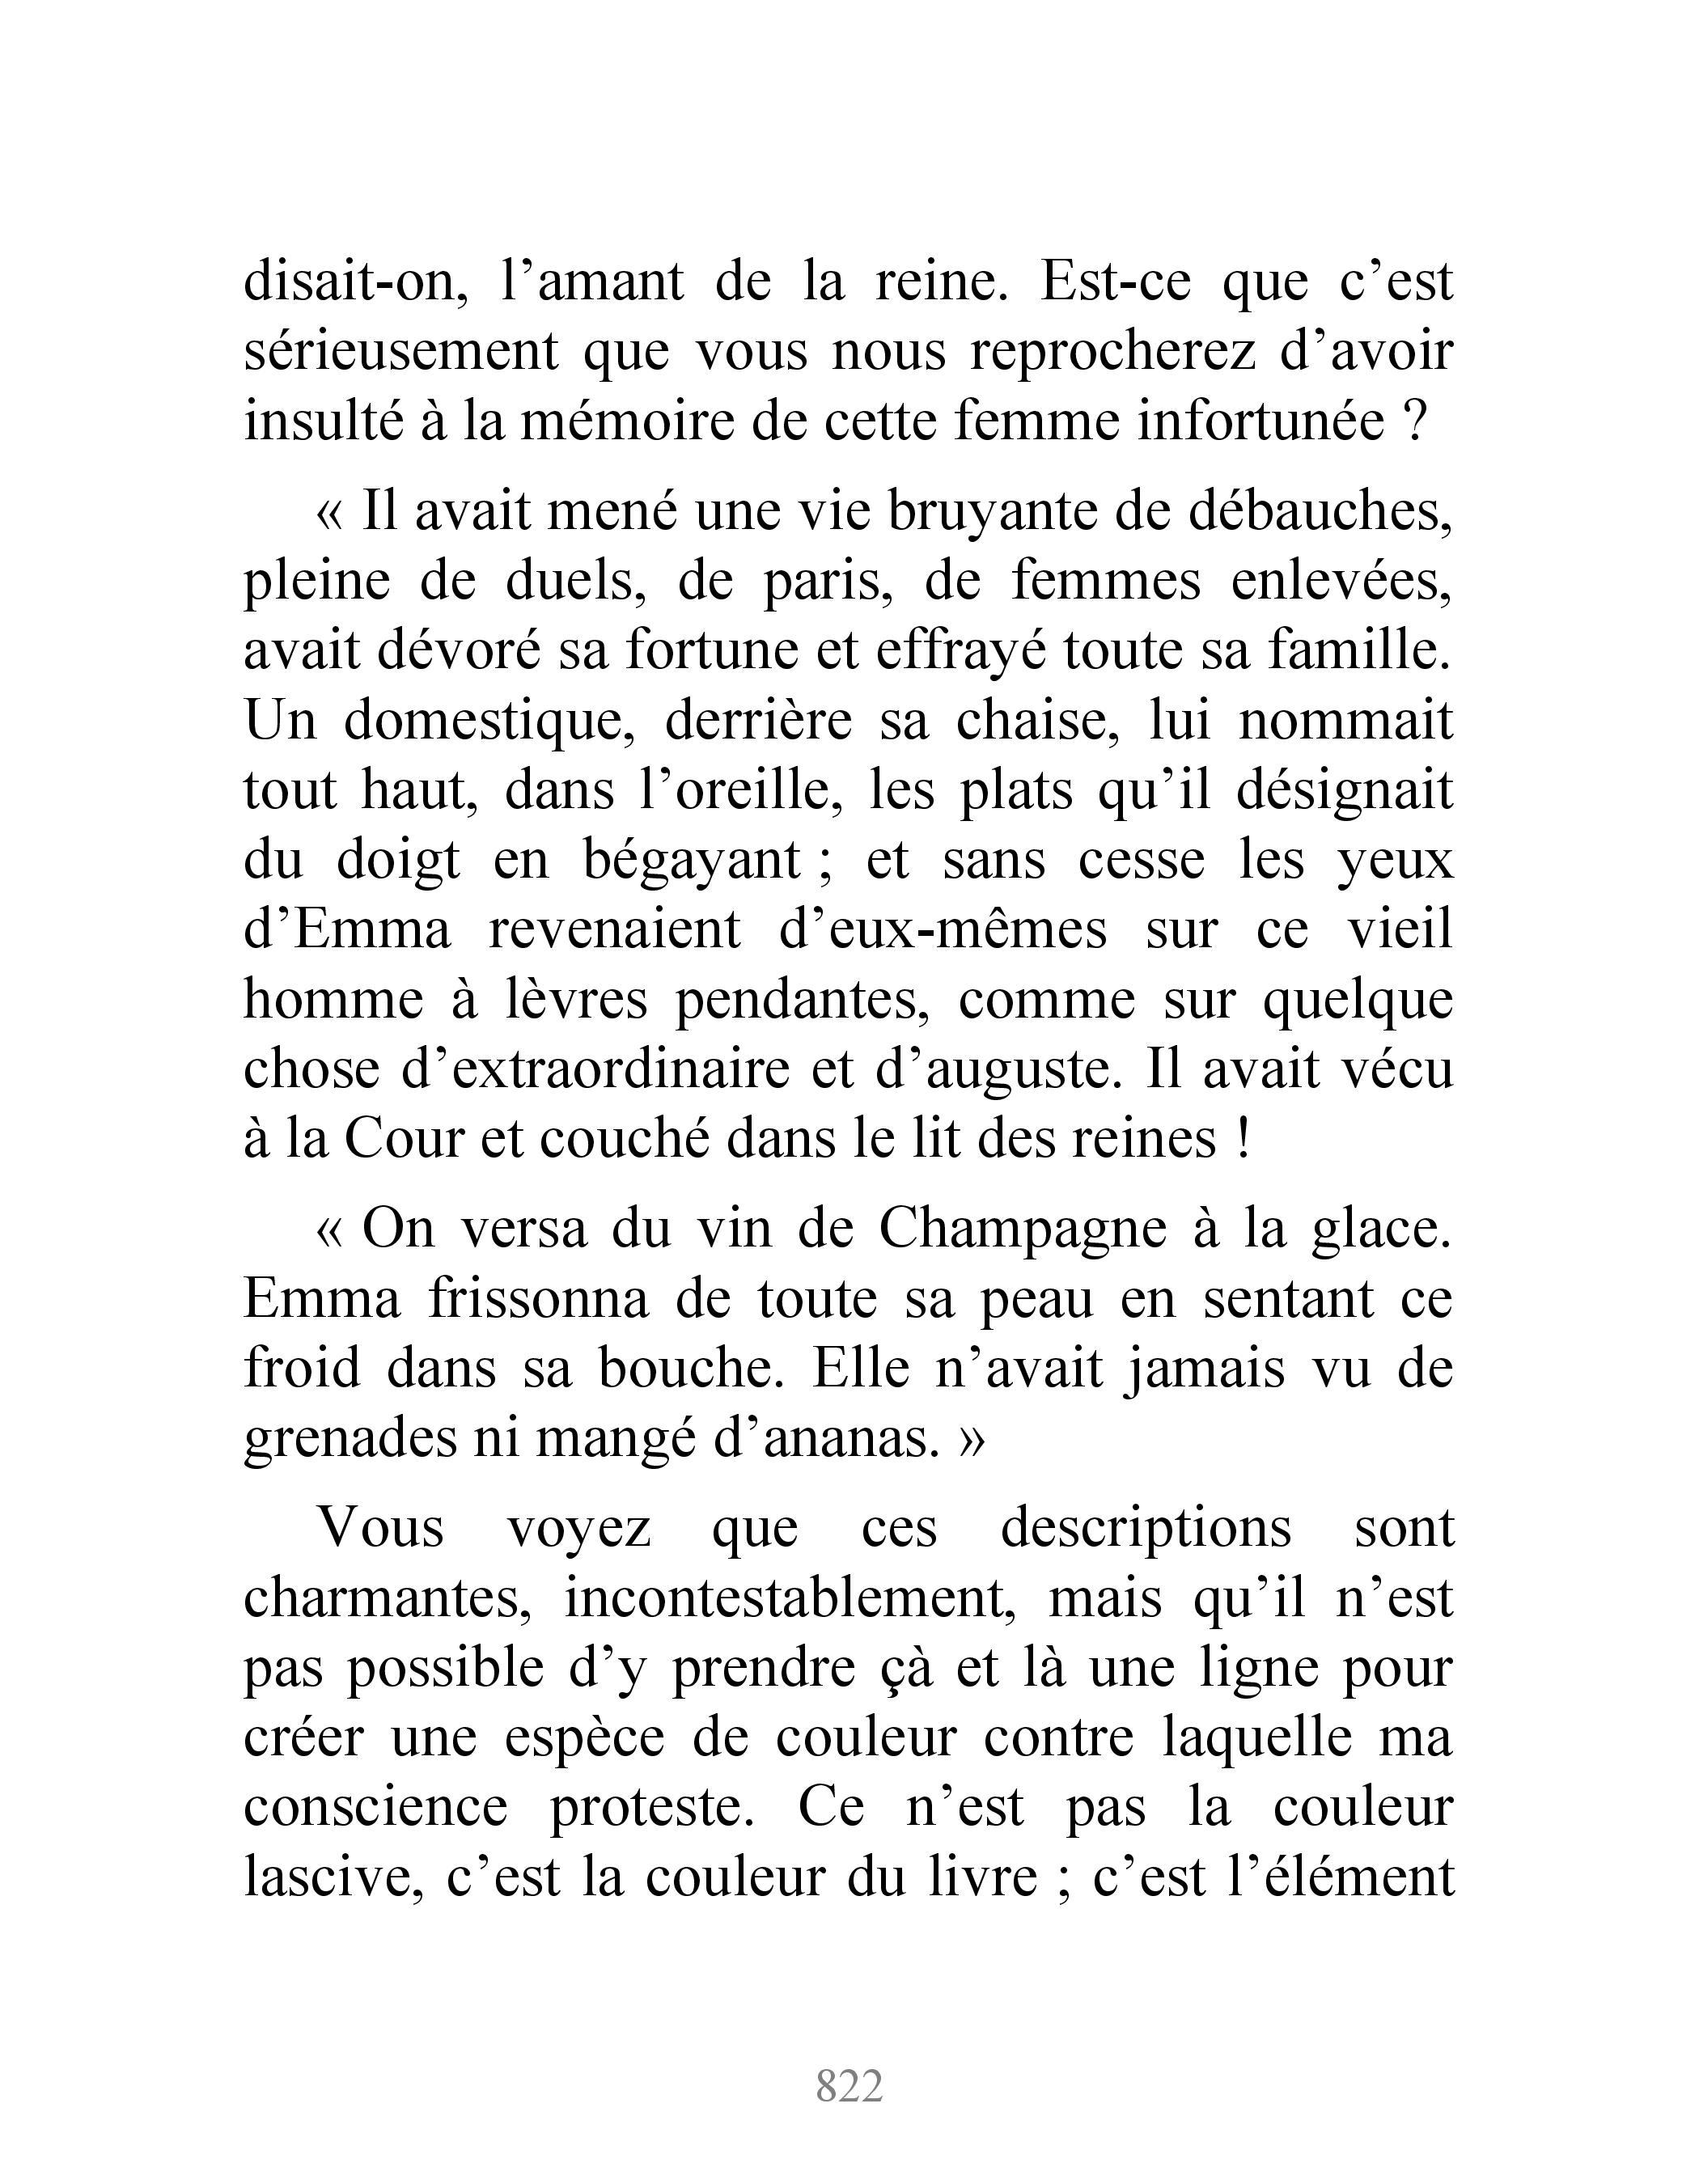 disait-on, l’amant de la reine. Est-ce que c’est
sérieusement que vous nous reprocherez d’avoir
insulté à la mémoire de cette femme infortunée ?
« Il avait mené une vie bruyante de débauches,
pleine de duels, de paris, de femmes enlevées,
avait dévoré sa fortune et effrayé toute sa famille.
Un domestique, derrière sa chaise, lui nommait
tout haut, dans l’oreille, les plats qu’il désignait
du doigt en bégayant ; et sans cesse les yeux
d’Emma revenaient d’eux-mêmes sur ce vieil
homme à lèvres pendantes, comme sur quelque
chose d’extraordinaire et d’auguste. Il avait vécu
à la Cour et couché dans le lit des reines !
« On versa du vin de Champagne à la glace.
Emma frissonna de toute sa peau en sentant ce
froid dans sa bouche. Elle n’avait jamais vu de
grenades ni mangé d’ananas. »
Vous voyez que ces descriptions sont
charmantes, incontestablement, mais qu’il n’est
pas possible d’y prendre çà et là une ligne pour
créer une espèce de couleur contre laquelle ma
conscience proteste. Ce n’est pas la couleur
lascive, c’est la couleur du livre ; c’est l’élément
822